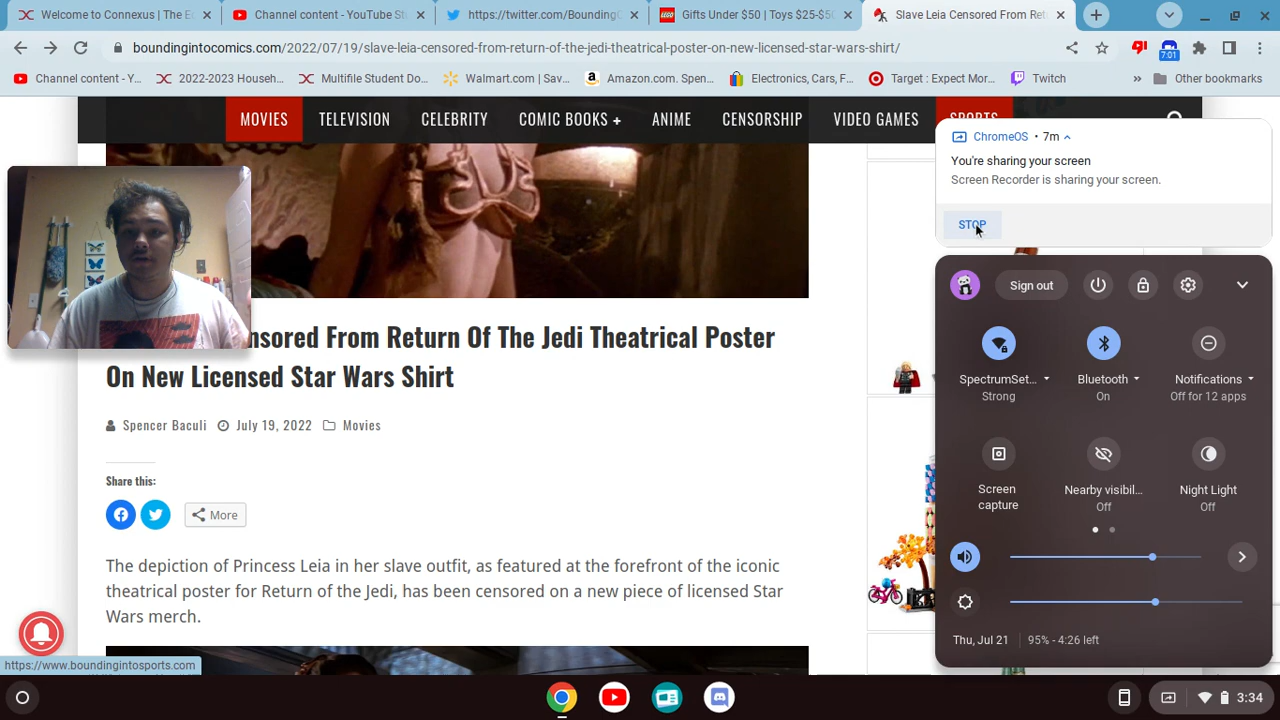 Welcome to Connexus | The E
Channel content - YouTube St
https://twitter.com/BoundingC
Gifts Under $50 | Toys $25-$50
Slave Leia Censored From Ret
boundingintocomics.com/2022/07/19/slave-leia-censored-from-return-of-the-jedi-theatrical-poster-on-new-licensed-star-wars-shirt/
7:01
Channel content - Y...
2022-2023 Househ...
Multifile Student Do...
Walmart.com | Sav...
Amazon.com. Spen...
Electronics, Cars, F...
Target : Expect Mor...
Twitch
»
Other bookmarks
MOVIES
TELEVISION
CELEBRITY
COMIC BOOKS +
ANIME
CENSORSHIP
VIDEO GAMES
SPORTS
ChromeOS • 7m
You're sharing your screen
Screen Recorder is sharing your screen.
STOP
Sign out
SpectrumSet...
Strong
Bluetooth
On
Notifications
Off for 12 apps
Screen
capture
Nearby visibil...
Off
Night Light
Off
Thu, Jul 21
95% - 4:26 left
nsored From Return Of The Jedi Theatrical Poster
On New Licensed Star Wars Shirt
Spencer Baculi
July 19, 2022
Movies
Share this:
More
The depiction of Princess Leia in her slave outfit, as featured at the forefront of the iconic
theatrical poster for Return of the Jedi, has been censored on a new piece of licensed Star
Wars merch.
https://www.boundingintosports.com
3:34